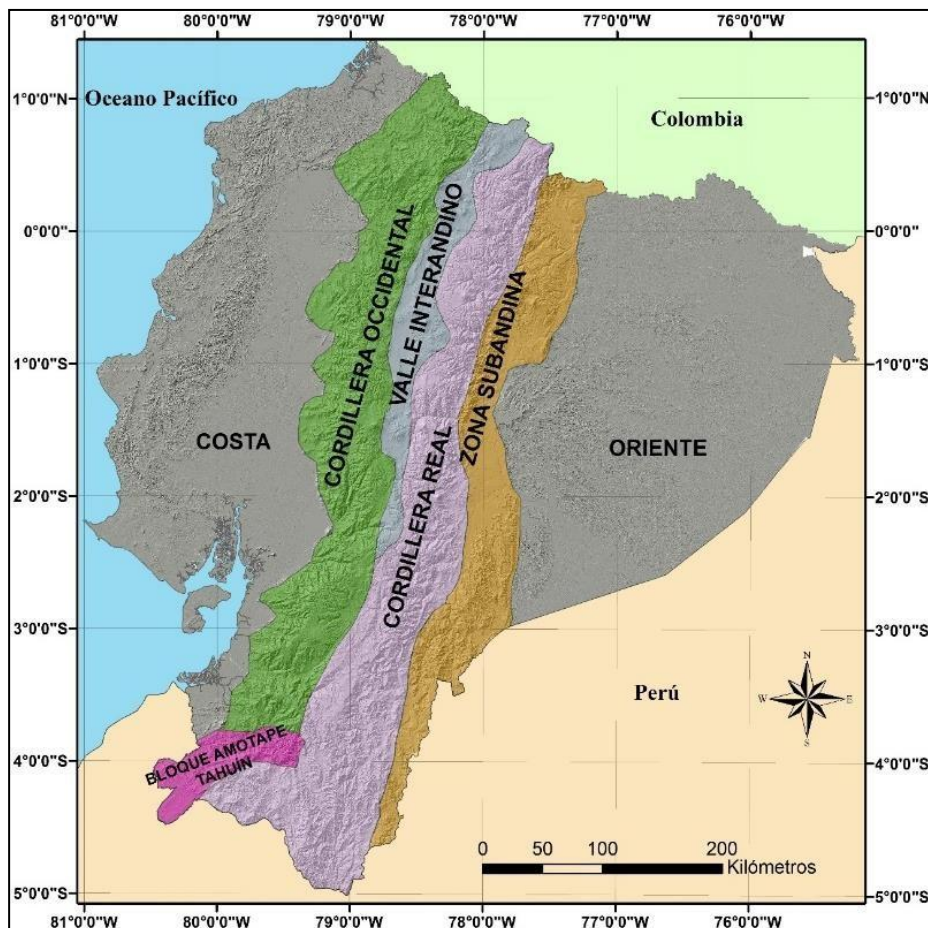 80°0'0"W 79°0'0"W 78°0'0"W 77°0'0"W 76°0'0"W
1°0'0"N
Oceano Pacífico
Colombia
1°0'0"N
0°0'0"
0°0'0"
CORDILLERA OCCIDENTAL
VALLE INTERANDINO
ZONA SUBANDINA
1°0'0"S
1°0'0"S
COSTA
CORDILLERA REAL
ORIENTE
2°0'0"S
2°0'0"S
3°0'0"S
3°0'0"S
Perú
N
W E
S
BLOQUE AMOTAPE
TAHUÍN
4°0'0"S
4°0'0"S
0 50 100 200
Kilómetros
5°0'0"S
5°0'0"S
81°0'0"W 80°0'0"W 79°0'0"W 78°0'0"W 77°0'0"W 76°0'0"W